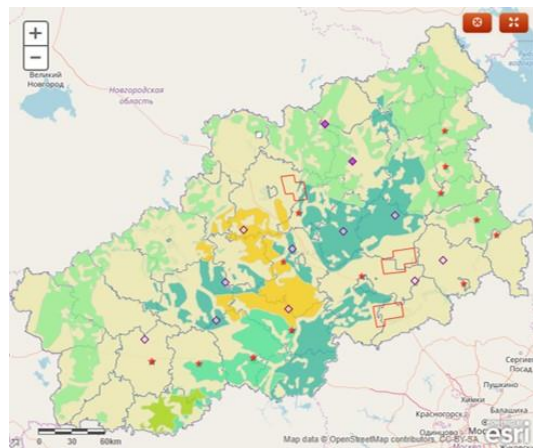 +
−
Великий
Новгород
Новгородская
область
Сергиев
Посад
Пушкино
Химки
Балашиха
Красногорск
Одинцово
0 30 60km
Map data © OpenStreetMap contributors, CC-BY-SA
esri